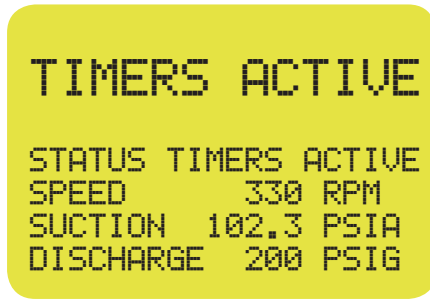 TIMERS ACTIVE
STATUS TIMERS ACTIVE
SPEED 330 RPM
SUCTION 102.3 PSIA
DISCHARGE 200 PSIG